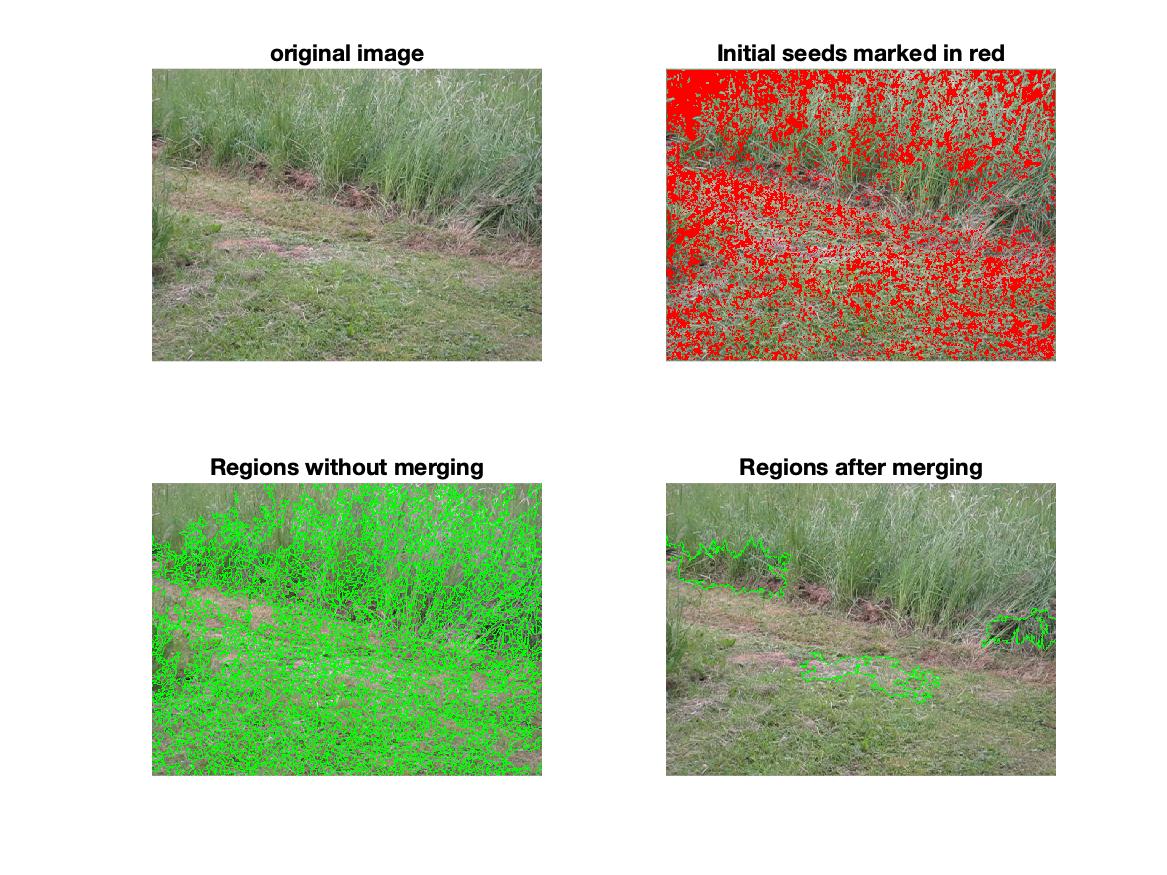 original image
Initial seeds marked in red
Regions without merging
Regions after merging